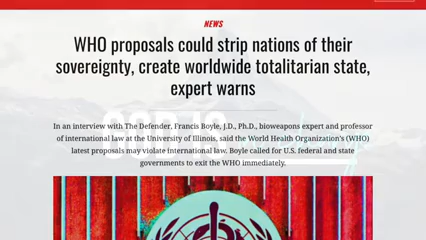 NEWS
WHO proposals could strip nations of their
sovereignty, create worldwide totalitarian state,
expert warns
In an interview with The Defender, Francis Boyle, J.D., Ph.D., bioweapons expert and professor
of international law at the University of Illinois, said the World Health Organization's (WHO)
latest proposals may violate international law. Boyle called for U.S. federal and state
governments to exit the WHO immediately.